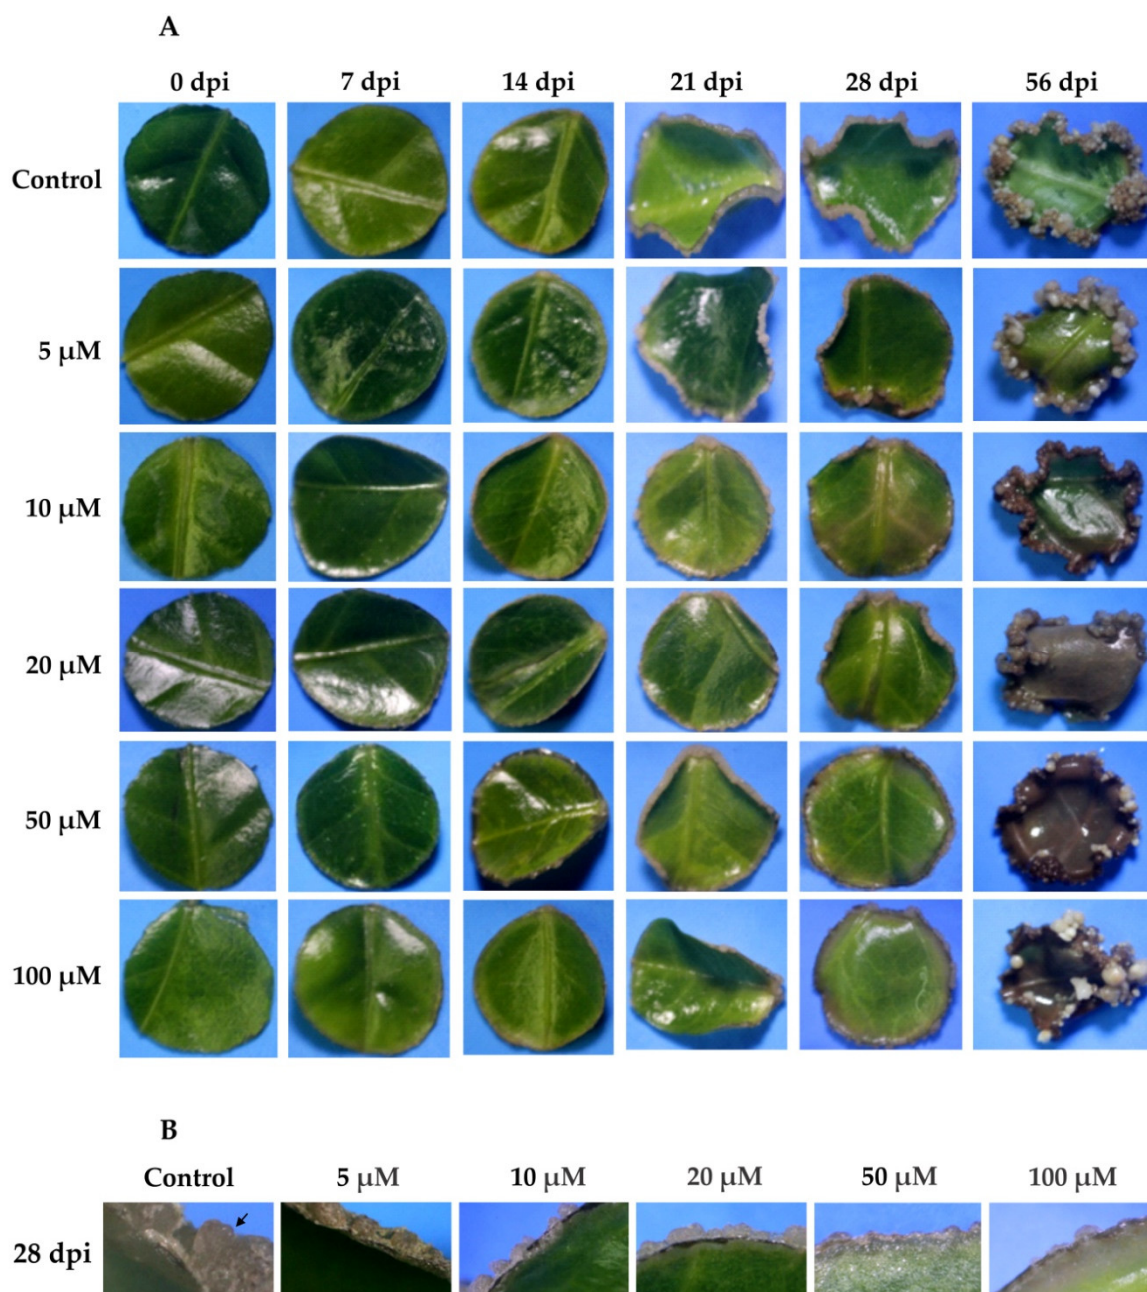 A
0 dpi 7 dpi 14 dpi 21 dpi 28 dpi 56 dpi
Control
5 μM
10 μM
20 μM
50 μM
100 μM
B
Control 5 μM 10 μM 20 μM 50 μM 100 μM
28 dpi